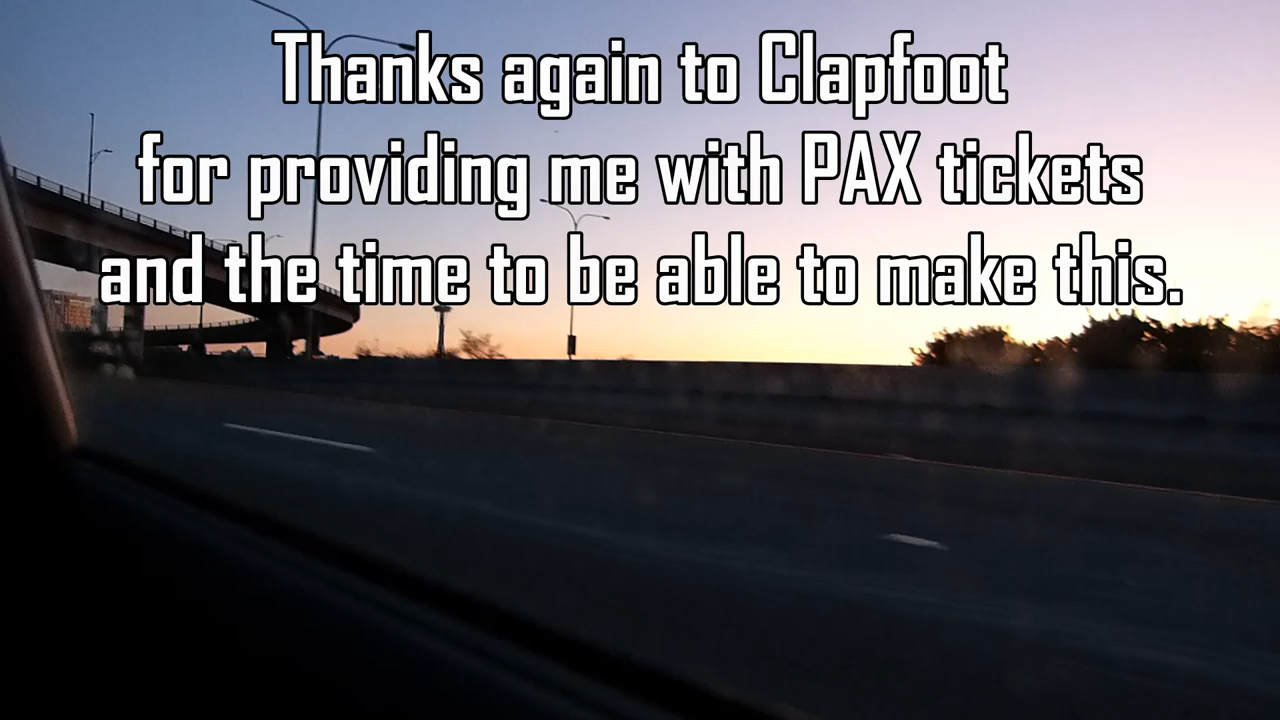 Thanks again to Clapfoot
for providing me with PAX tickets
and the time to be able to make this.